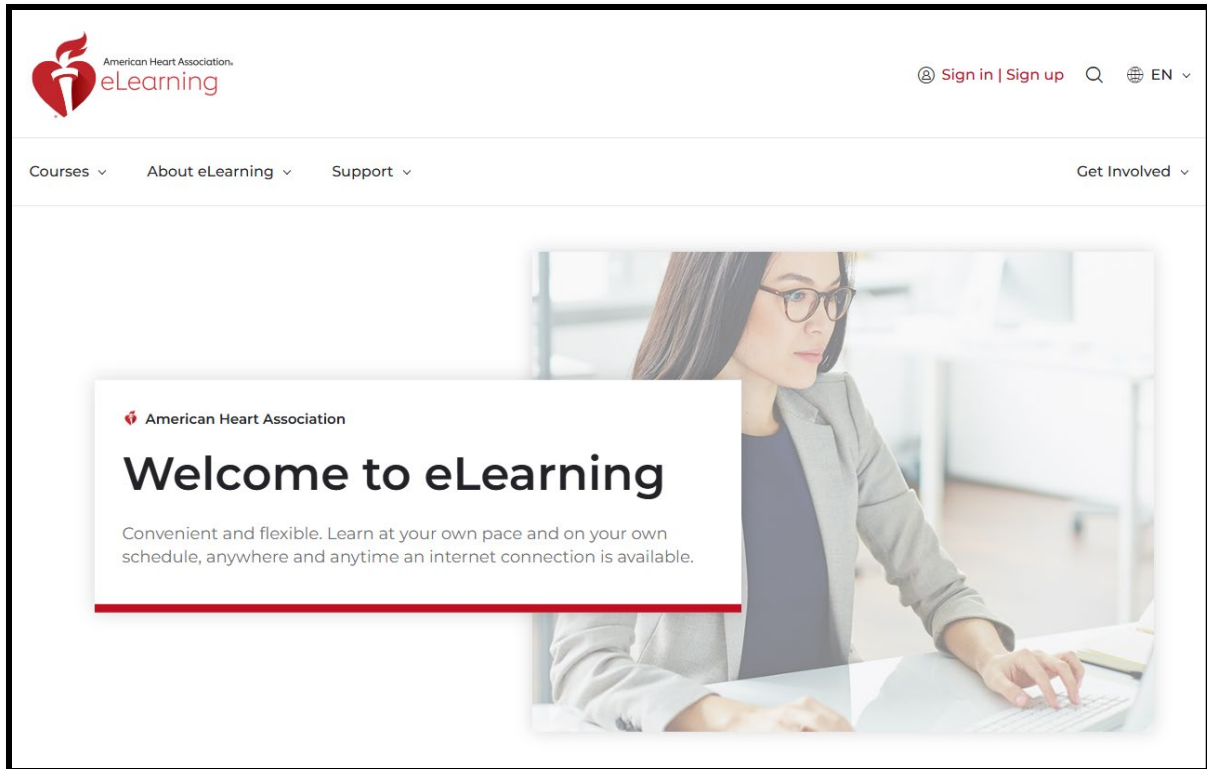 American Heart Association®
eLearning
Sign in | Sign up
EN
Courses
About eLearning
Support
Get Involved
American Heart Association
Welcome to eLearning
Convenient and flexible. Learn at your own pace and on your own
schedule, anywhere and anytime an internet connection is available.